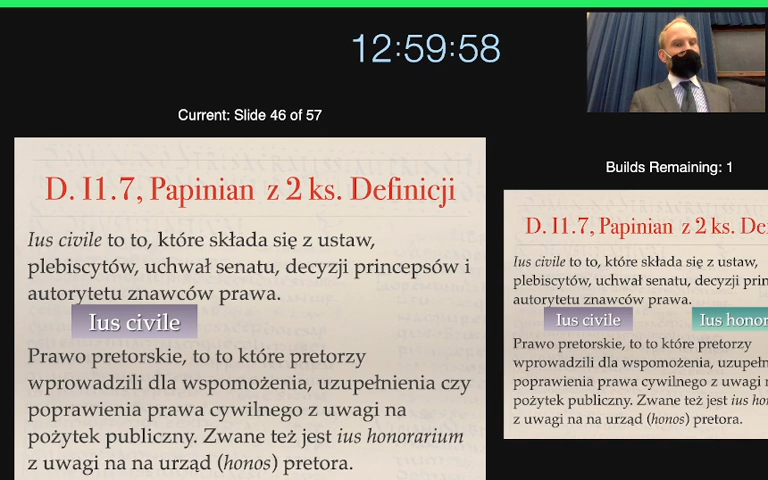 12:59:58
Current: Slide 46 of 57
D. I1.7, Papinian z 2 ks. Definicji
Ius civile to to, które składa się z ustaw,
plebiscytów, uchwał senatu, decyzji princepsów i
autorytetu znawców prawa.
Ius civile
Prawo pretorskie, to to które pretorzy
wprowadzili dla wspomożenia, uzupełnienia czy
poprawienia prawa cywilnego z uwagi na
pożytek publiczny. Zwane też jest ius honorarium
z uwagi na na urząd (honos) pretora.
Builds Remaining: 1
D. I1.7, Papinian z 2 ks. De
Ius civile to to, które składa się z ustaw,
plebiscytów, uchwał senatu, decyzji prin
autorytetu znawców prawa.
Ius civile
Ius honor
Prawo pretorskie, to to które pretorzy
wprowadzili dla wspomożenia, uzupełn
poprawienia prawa cywilnego z uwagi n
pożytek publiczny. Zwane też jest ius ho
z uwagi na na urząd (honos) pretora.